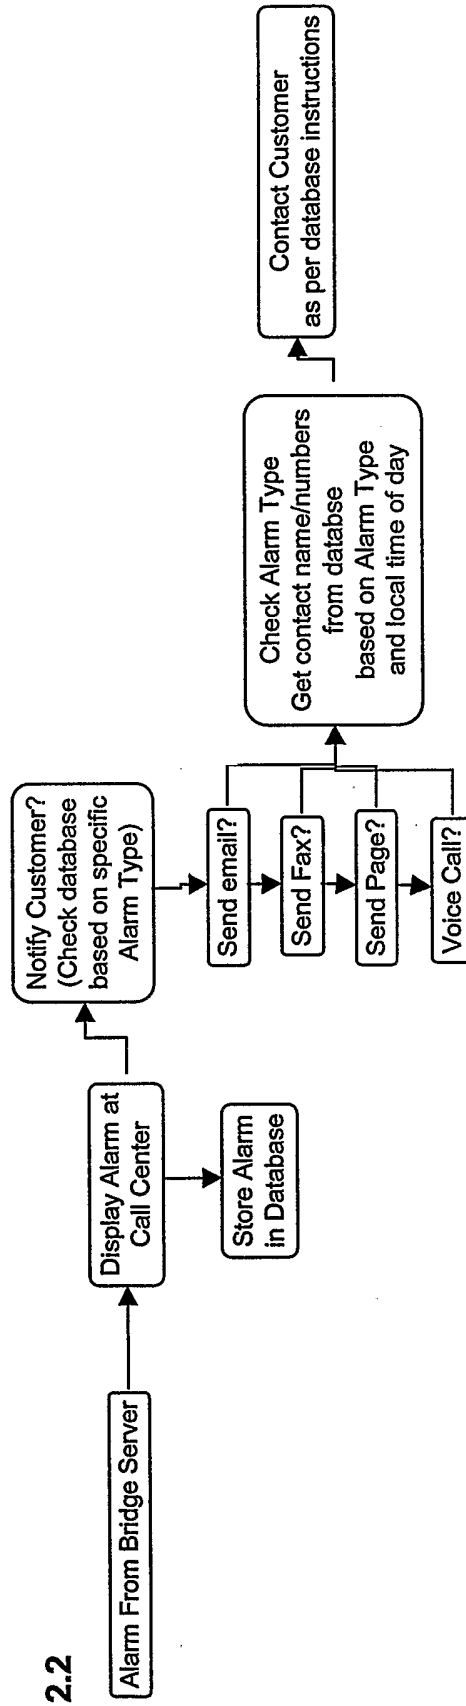 2.2
Alarm From Bridge Server
Display Alarm at
Call Center
Store Alarm
in Database
Notify Customer?
(Check database
based on specific
Alarm Type)
Send email?
Send Fax?
Send Page?
Voice Call?
Check Alarm Type
Get contact name/numbers
from databse
based on Alarm Type
and local time of day
Contact Customer
as per database instructions